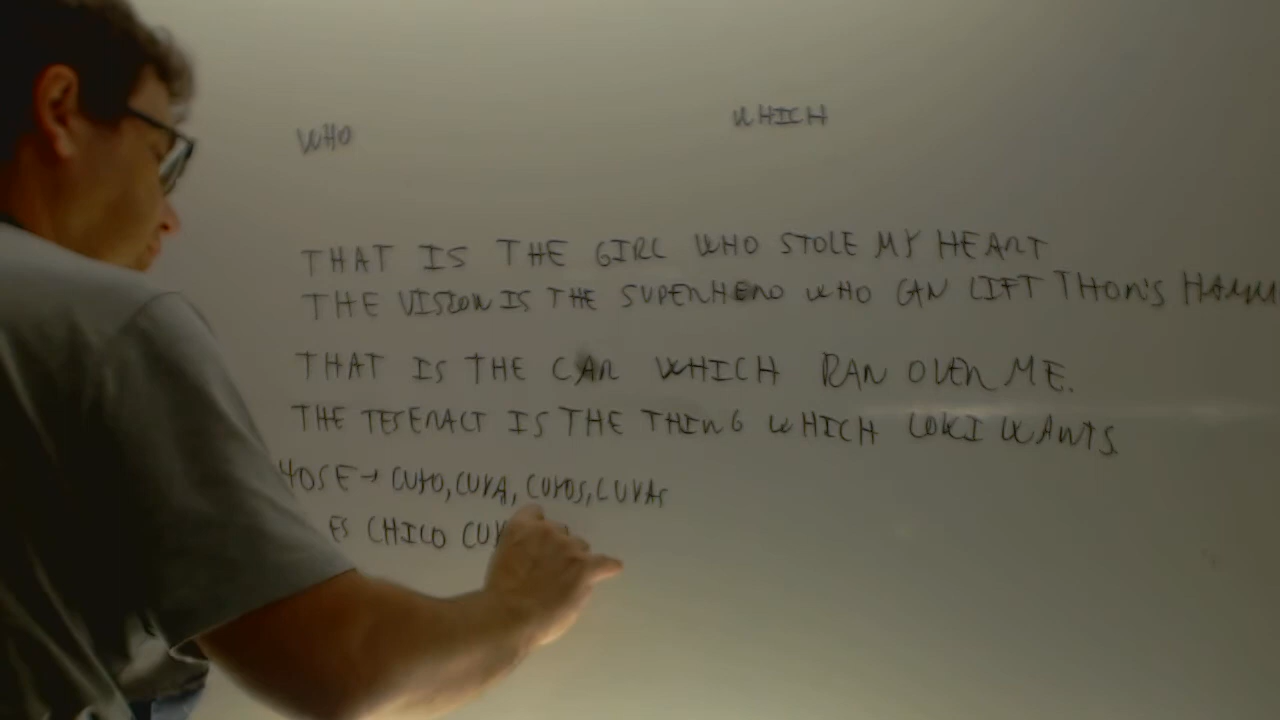 WHO
WHICH
THAT IS THE GIRL WHO STOLE MY HEART
THE VISION IS THE SUPERHERO WHO CAN LIFT THOR'S HAMM
THAT IS THE CAR WHICH RAN OVER ME.
THE TESERACT IS THE THING WHICH LOKI WANTS.
HOSE → CUYO, CUYA, CUYOS, CUYAS
ES CHICO